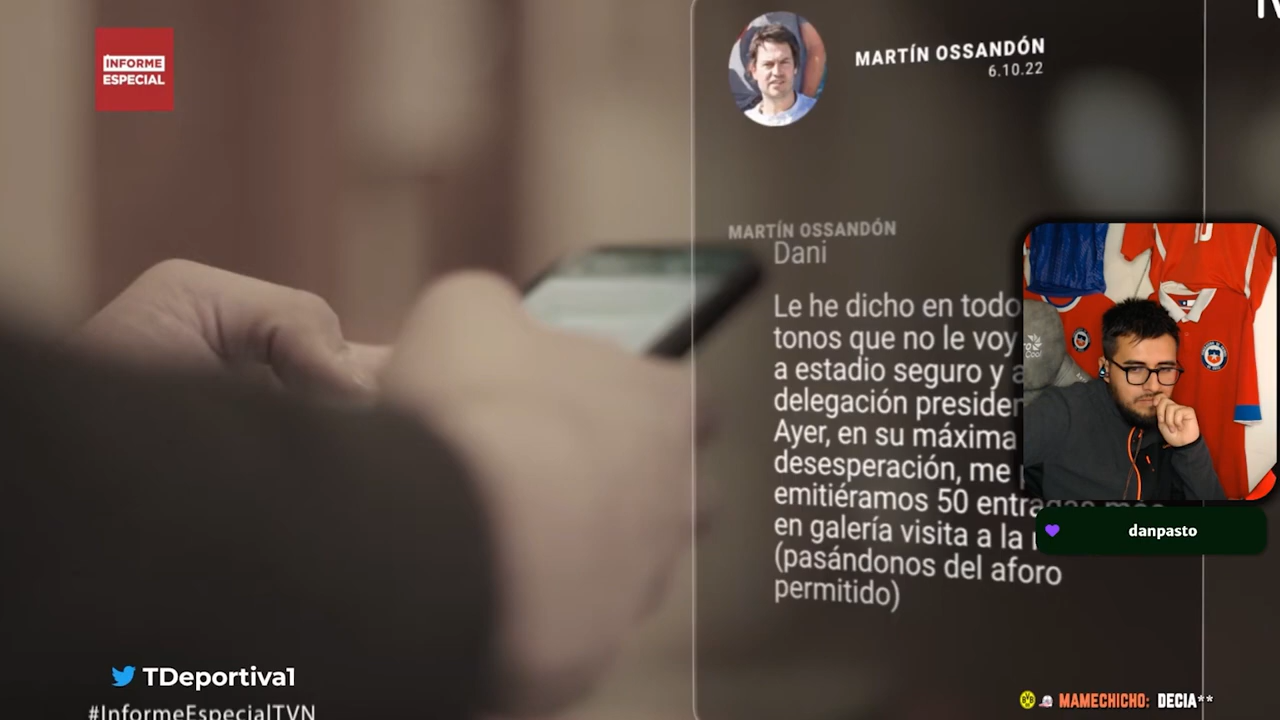 INFORME
ESPECIAL
MARTÍN OSSANDÓN
6.10.22
MARTÍN OSSANDÓN
Dani
Le he dicho en todo
tonos que no le voy
a estadio seguro y a
delegación presiden
Ayer, en su máxima
desesperación, me
emitiéramos 50 entradas más
en galería visita a la
(pasándonos del aforo
permitido)
danpasto
TDeportiva1
#InformeEspecialTVN
MAMECHICHO: DECIA**